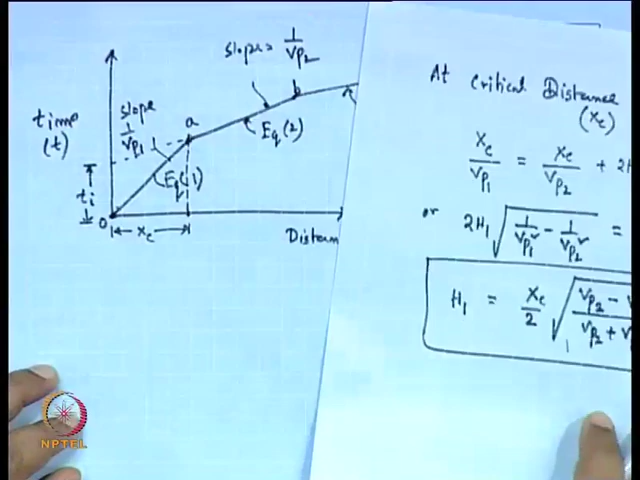 slope = 1/Vp2
time
(t)
slope
1/Vp1
a
b
Eq (2)
Eq (1)
ti
0
xc
Distan
At Critical Distance
(xc)
xc/Vp1 = xc/Vp2 + 2H
or 2H1 √(1/Vp1² - 1/Vp2²) =
H1 = xc/2 √(Vp2 - V/Vp2 + V
NPTEL